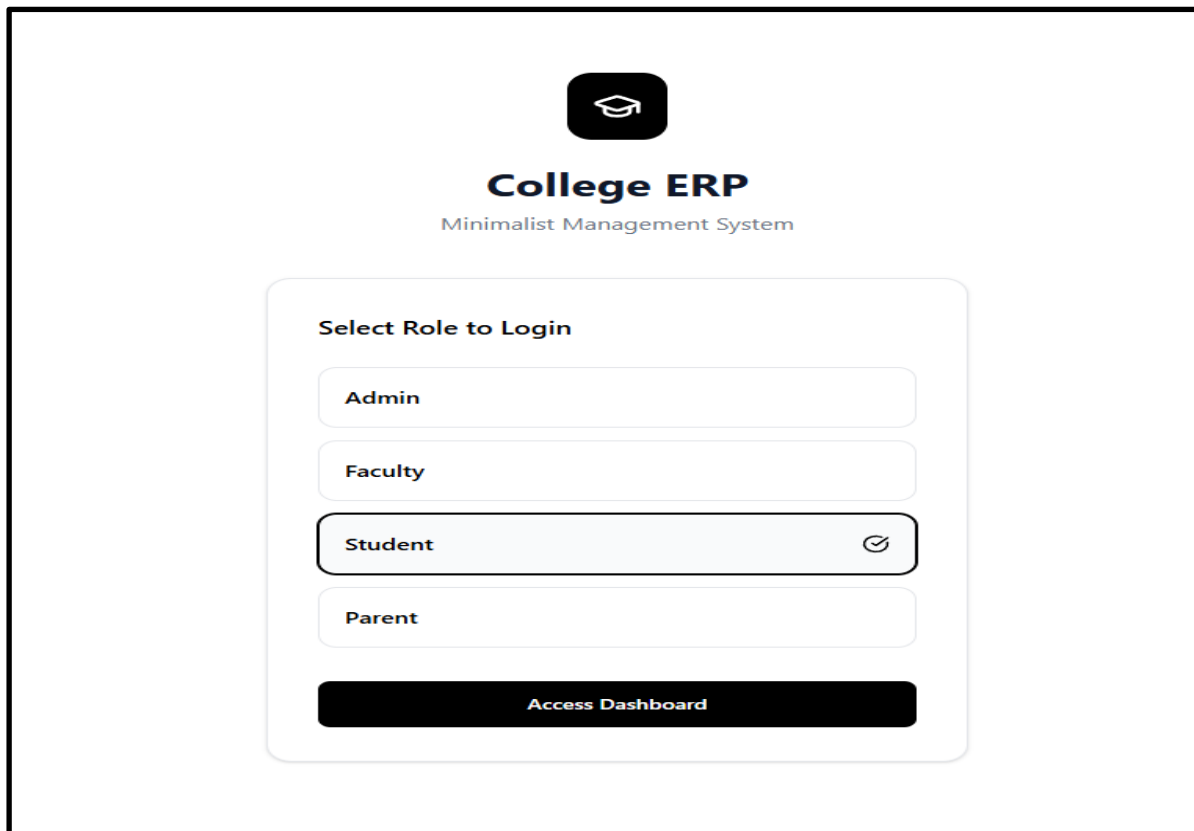 College ERP
Minimalist Management System
Select Role to Login
Admin
Faculty
Student
Parent
Access Dashboard